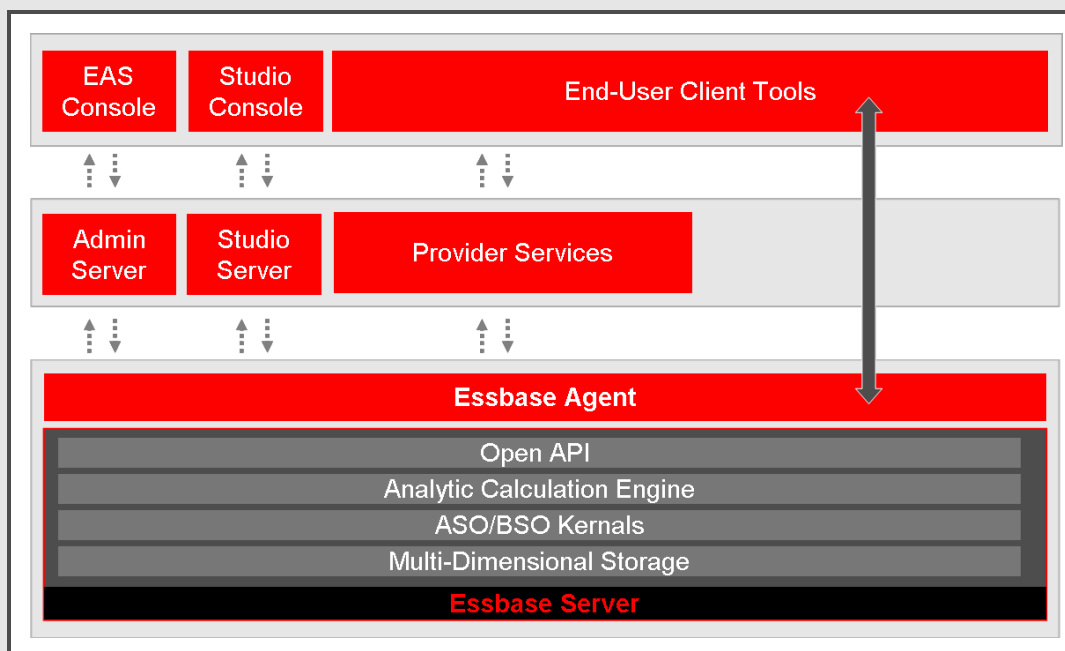 EAS
Console
Studio
Console
End-User Client Tools
Admin
Server
Studio
Server
Provider Services
Essbase Agent
Open API
Analytic Calculation Engine
ASO/BSO Kernals
Multi-Dimensional Storage
Essbase Server